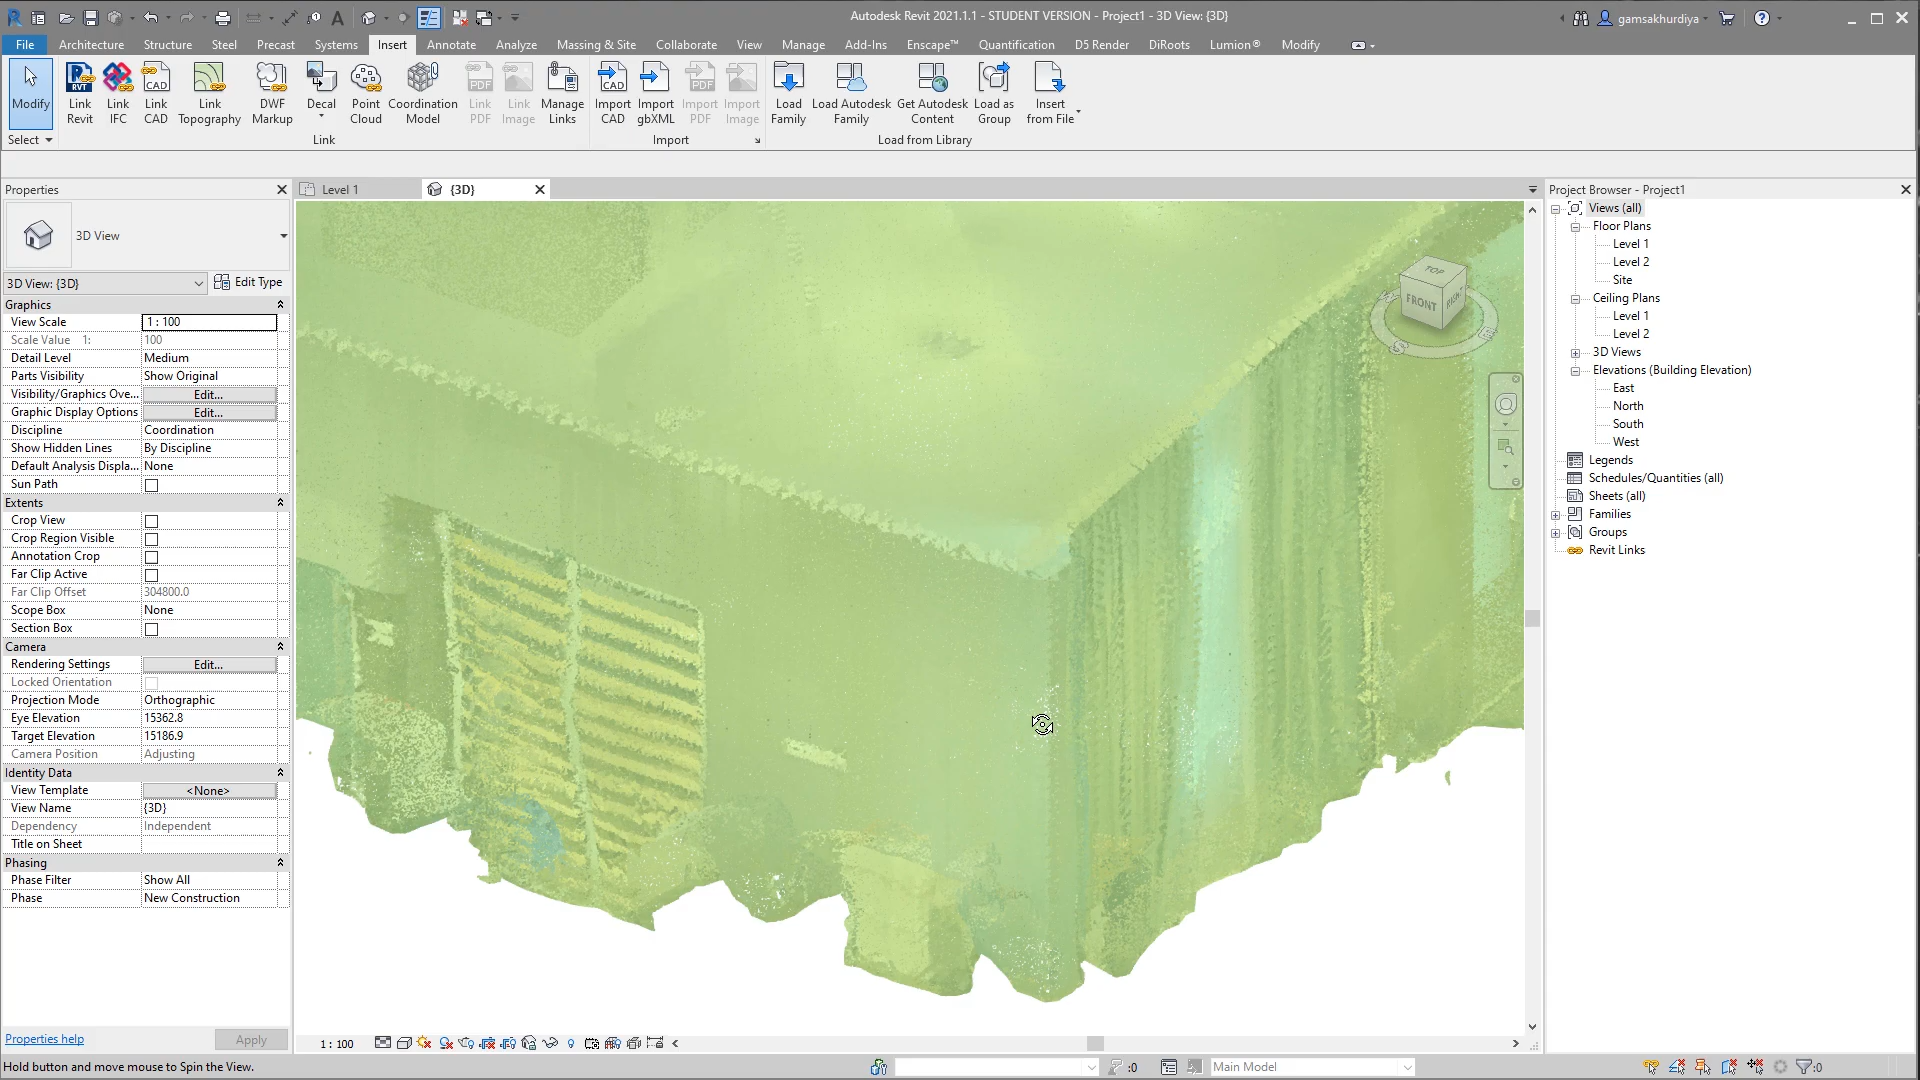 Autodesk Revit 2021.1.1 - STUDENT VERSION - Project1 - 3D View: {3D}
gamsakhurdiya
File Architecture Structure Steel Precast Systems Insert Annotate Analyze Massing & Site Collaborate View Manage Add-Ins Enscape™ Quantification D5 Render DiRoots Lumion® Modify
Modify
Link Revit
Link IFC
Link CAD
Link Topography
DWF Markup
Decal
Point Cloud
Coordination Model
Link PDF
Link Image
Manage Links
Import CAD
Import gbXML
Import PDF
Import Image
Load Family
Load Autodesk Family
Get Autodesk Content
Load as Group
Insert from File
Select
Link
Import
Load from Library
Properties
3D View
3D View: {3D}
Edit Type
Graphics
View Scale 1 : 100
Scale Value 1: 100
Detail Level Medium
Parts Visibility Show Original
Visibility/Graphics Ove... Edit...
Graphic Display Options Edit...
Discipline Coordination
Show Hidden Lines By Discipline
Default Analysis Displa... None
Sun Path
Extents
Crop View
Crop Region Visible
Annotation Crop
Far Clip Active
Far Clip Offset 304800.0
Scope Box None
Section Box
Camera
Rendering Settings Edit...
Locked Orientation
Projection Mode Orthographic
Eye Elevation 15362.8
Target Elevation 15186.9
Camera Position Adjusting
Identity Data
View Template <None>
View Name {3D}
Dependency Independent
Title on Sheet
Phasing
Phase Filter Show All
Phase New Construction
Properties help
Apply
Level 1
{3D}
TOP
FRONT
RIGHT
S
E
1 : 100
Project Browser - Project1
Views (all)
Floor Plans
Level 1
Level 2
Site
Ceiling Plans
Level 1
Level 2
3D Views
Elevations (Building Elevation)
East
North
South
West
Legends
Schedules/Quantities (all)
Sheets (all)
Families
Groups
Revit Links
Hold button and move mouse to Spin the View.
:0
Main Model
:0